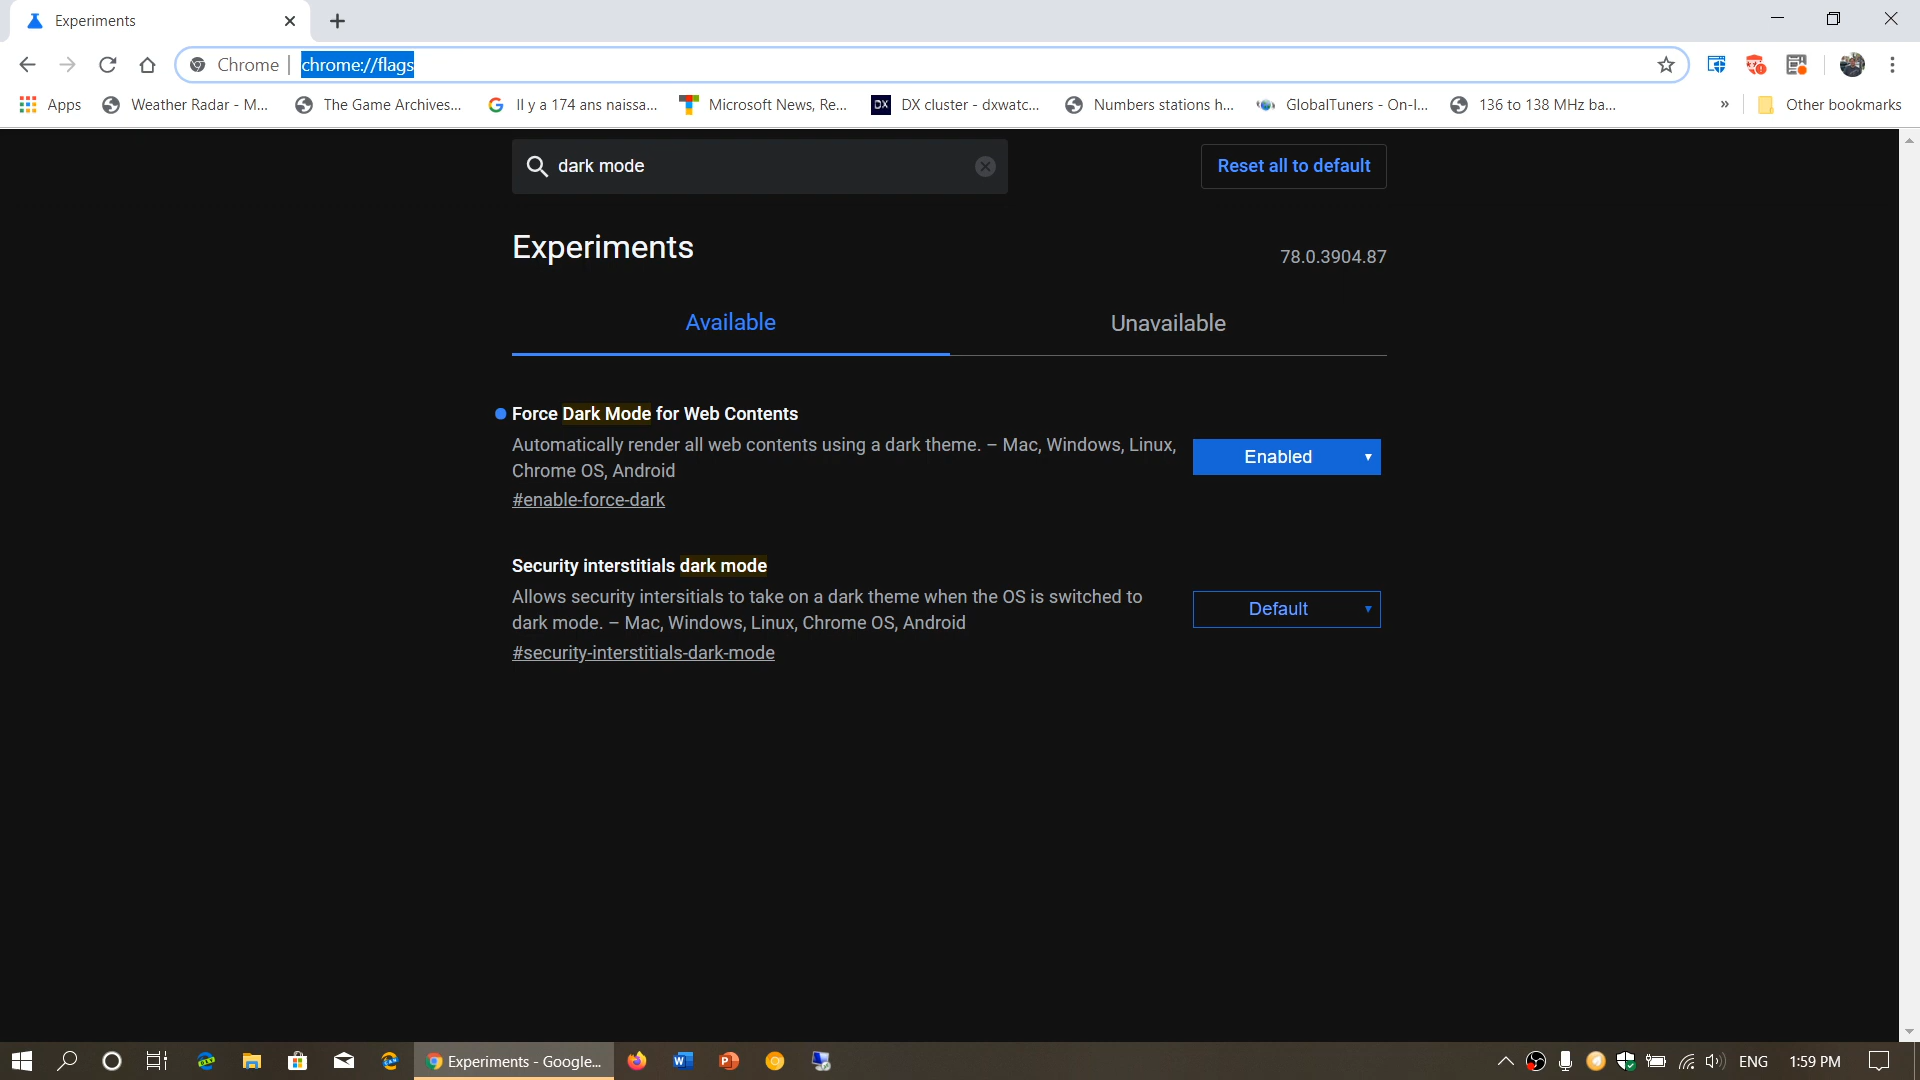 Experiments
Chrome | chrome://flags
Apps Weather Radar - M... The Game Archives... Il y a 174 ans naissa... Microsoft News, Re... DX DX cluster - dxwatc... Numbers stations h... GlobalTuners - On-l... 136 to 138 MHz ba... » Other bookmarks
dark mode
Reset all to default
Experiments
78.0.3904.87
Available
Unavailable
Force Dark Mode for Web Contents
Automatically render all web contents using a dark theme. – Mac, Windows, Linux,
Chrome OS, Android
#enable-force-dark
Enabled
Security interstitials dark mode
Allows security intersitials to take on a dark theme when the OS is switched to
dark mode. – Mac, Windows, Linux, Chrome OS, Android
#security-interstitials-dark-mode
Default
Experiments - Google...
ENG
1:59 PM